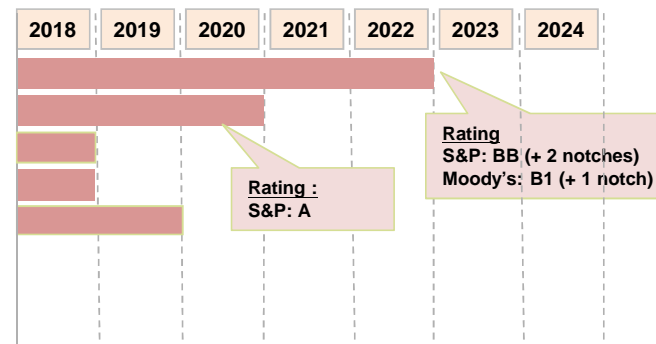 2018 2019 2020 2021 2022 2023 2024
Rating
S&P: BB (+ 2 notches)
Moody's: B1 (+ 1 notch)
Rating :
S&P: A